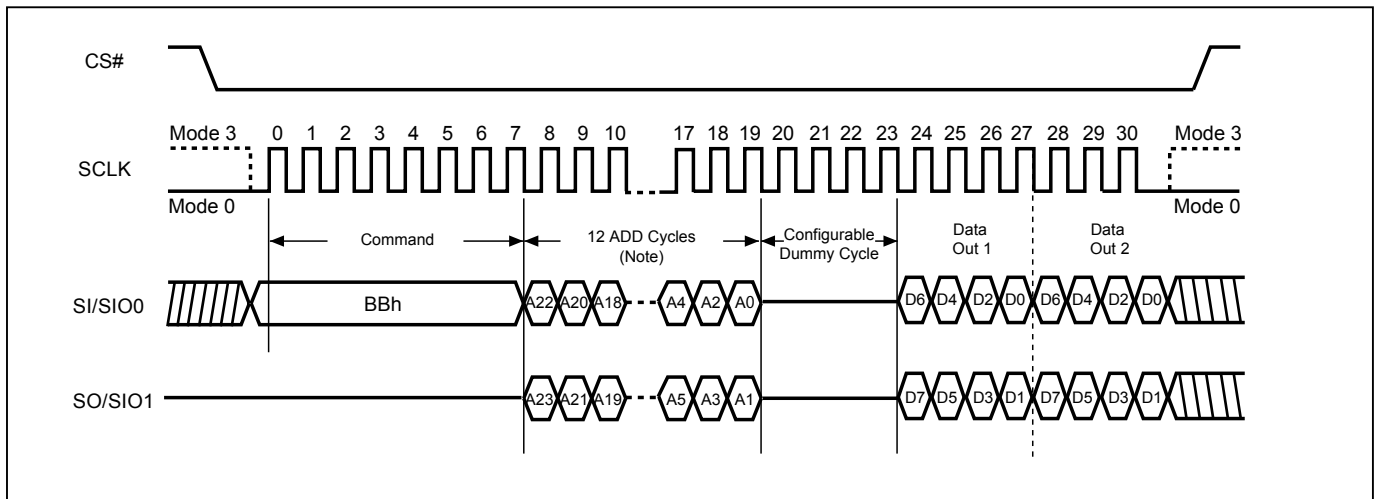 CS#
Mode 3 0 1 2 3 4 5 6 7 8 9 10 17 18 19 20 21 22 23 24 25 26 27 28 29 30 Mode 3
SCLK
Mode 0 Mode 0
Command 12 ADD Cycles (Note) Configurable Dummy Cycle Data Out 1 Data Out 2
SI/SIO0 BBh A22 A20 A18 A4 A2 A0 D6 D4 D2 D0 D6 D4 D2 D0
SO/SIO1 A23 A21 A19 A5 A3 A1 D7 D5 D3 D1 D7 D5 D3 D1